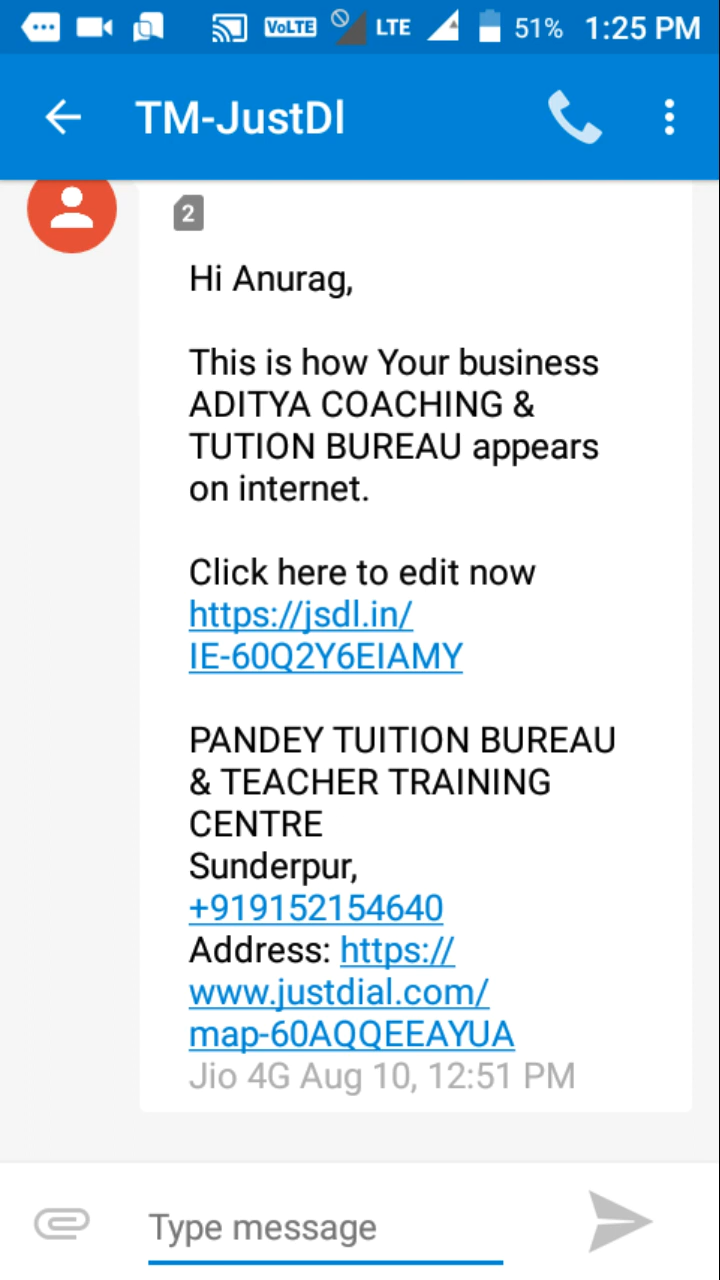 VoLTE LTE 51% 1:25 PM
TM-JustDl
2
Hi Anurag,
This is how Your business
ADITYA COACHING &
TUTION BUREAU appears
on internet.
Click here to edit now
https://jsdl.in/
IE-60Q2Y6EIAMY
PANDEY TUITION BUREAU
& TEACHER TRAINING
CENTRE
Sunderpur,
+919152154640
Address: https://
www.justdial.com/
map-60AQQEEAYUA
Jio 4G Aug 10, 12:51 PM
Type message